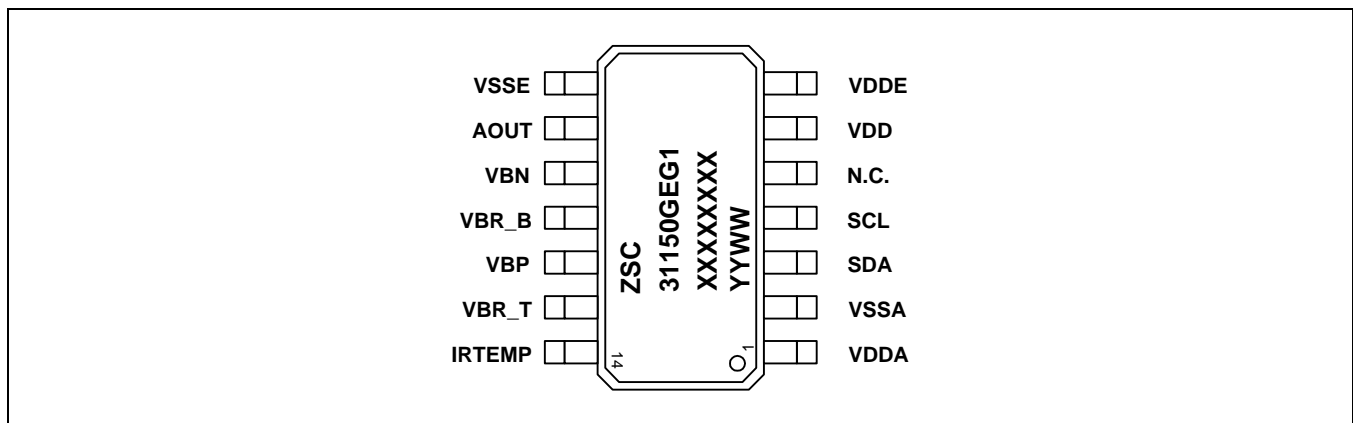 VSSE
AOUT
VBN
VBR_B
VBP
VBR_T
IRTEMP
ZSC
31150GEG1
XXXXXXXX
YYWW
14
1
VDDE
VDD
N.C.
SCL
SDA
VSSA
VDDA